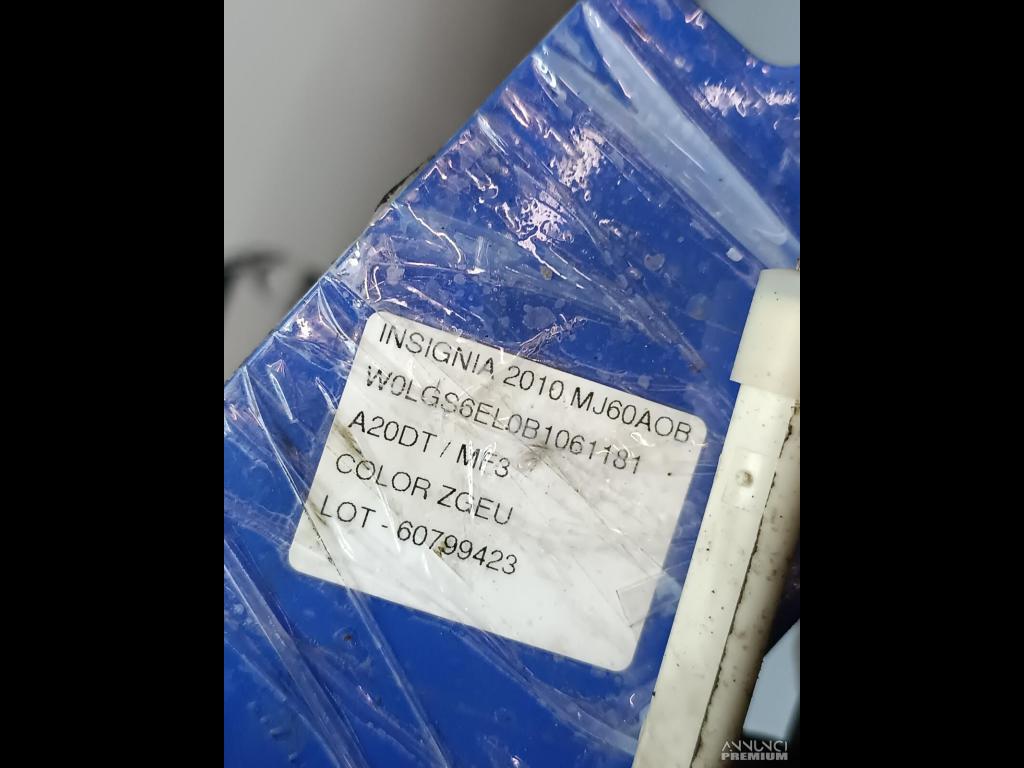 INSIGNIA 2010 MJ60AOB
W0LGS6EL0B1061181
A20DT / MF3
COLOR ZGEU
LOT - 60799423
ANNUNCI
PREMIUM